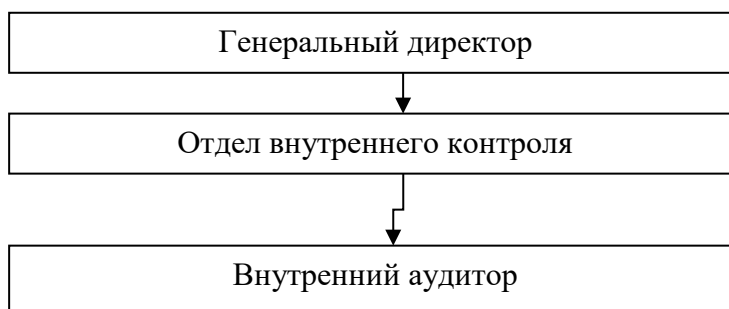 Генеральный директор
Отдел внутреннего контроля
Внутренний аудитор